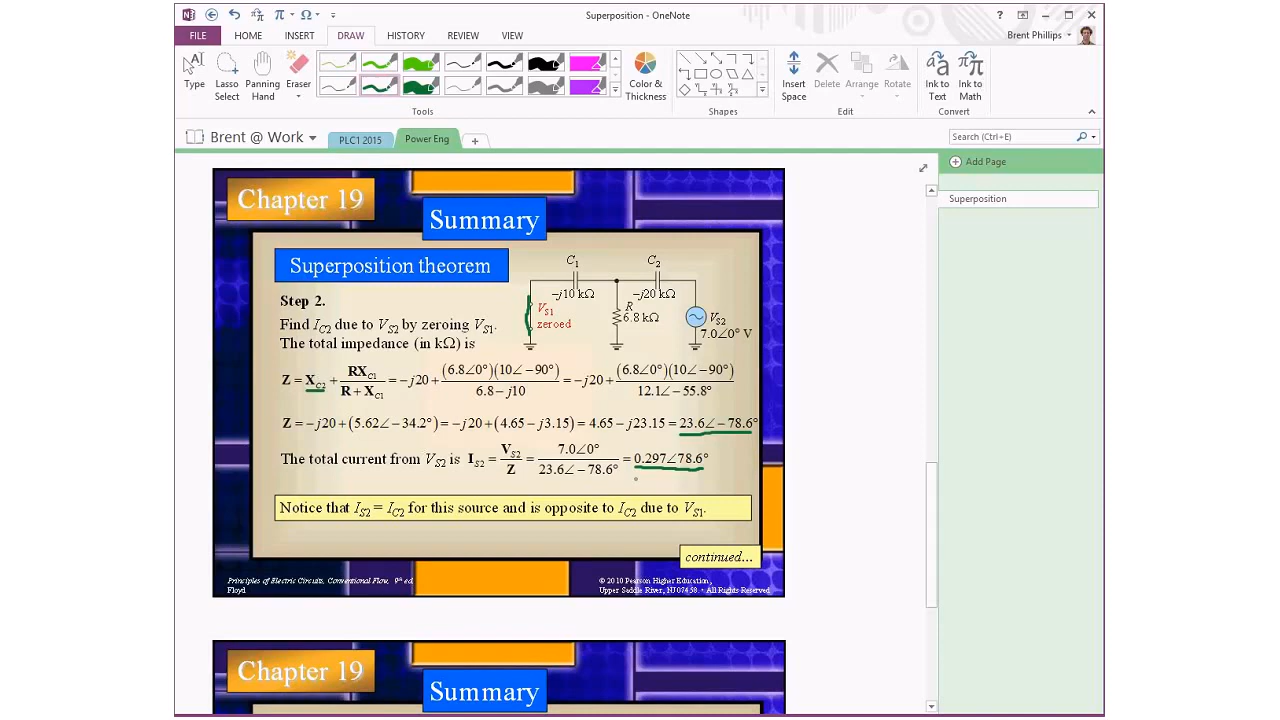 Superposition - OneNote
?
FILE HOME INSERT DRAW HISTORY REVIEW VIEW
Brent Phillips
Type
Lasso Select
Panning Hand
Eraser
Color & Thickness
Insert Space
Delete
Arrange
Rotate
Ink to Text
Ink to Math
Tools Shapes Edit Convert
Brent @ Work
PLC1 2015
Power Eng
Search (Ctrl+E)
Add Page
Superposition
Chapter 19
Summary
Superposition theorem
C1 C2
−j10 kΩ −j20 kΩ
VS1 zeroed
R
6.8 kΩ
VS2
7.0∠0° V
Step 2.
Find IC2 due to VS2 by zeroing VS1.
The total impedance (in kΩ) is
Z = XC2 + RXC1 / (R + XC1) = −j20 + (6.8∠0°)(10∠−90°) / (6.8 − j10) = −j20 + (6.8∠0°)(10∠−90°) / (12.1∠−55.8°)
Z = −j20 + (5.62∠−34.2°) = −j20 + (4.65 − j3.15) = 4.65 − j23.15 = 23.6∠−78.6°
The total current from VS2 is IS2 = VS2 / Z = 7.0∠0° / 23.6∠−78.6° = 0.297∠78.6°
Notice that IS2 = IC2 for this source and is opposite to IC2 due to VS1.
continued...
Principles of Electric Circuits, Conventional Flow, 9th ed.
Floyd
© 2010 Pearson Higher Education,
Upper Saddle River, NJ 07458. • All Rights Reserved
Chapter 19
Summary